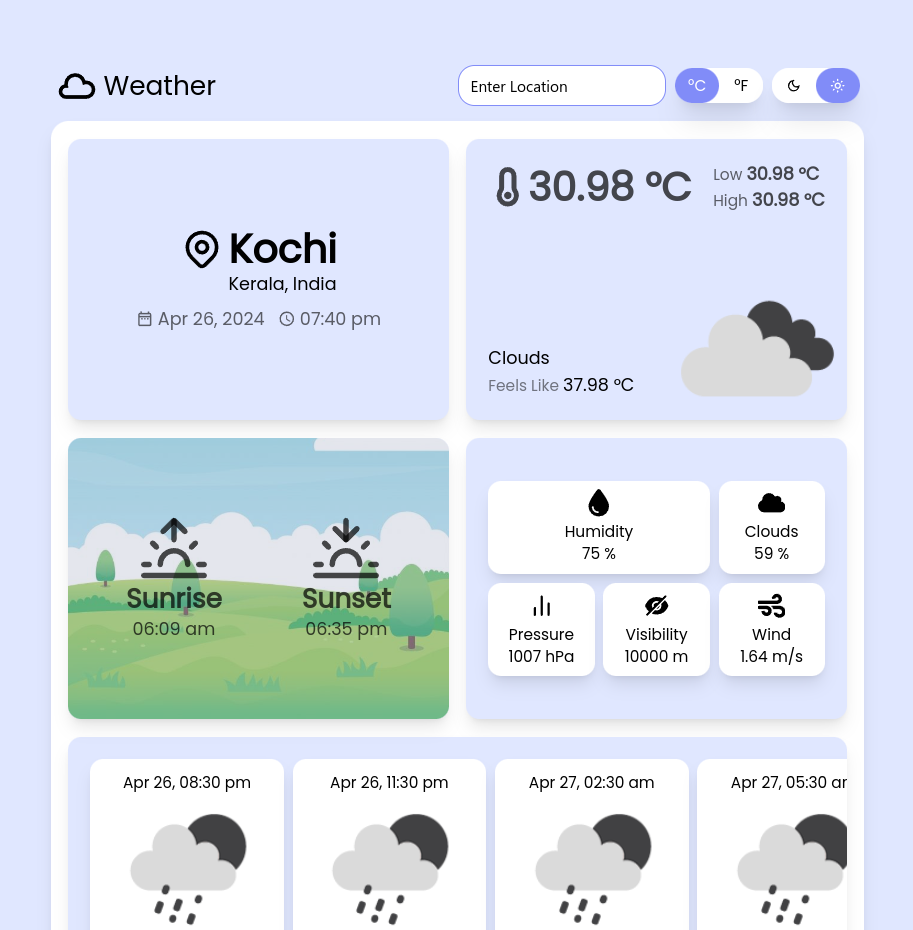 Weather
Enter Location
°C
°F
Kochi
Kerala, India
Apr 26, 2024
07:40 pm
30.98 °C
Low 30.98 °C
High 30.98 °C
Clouds
Feels Like 37.98 °C
Sunrise
06:09 am
Sunset
06:35 pm
Humidity
75 %
Clouds
59 %
Pressure
1007 hPa
Visibility
10000 m
Wind
1.64 m/s
Apr 26, 08:30 pm
Apr 26, 11:30 pm
Apr 27, 02:30 am
Apr 27, 05:30